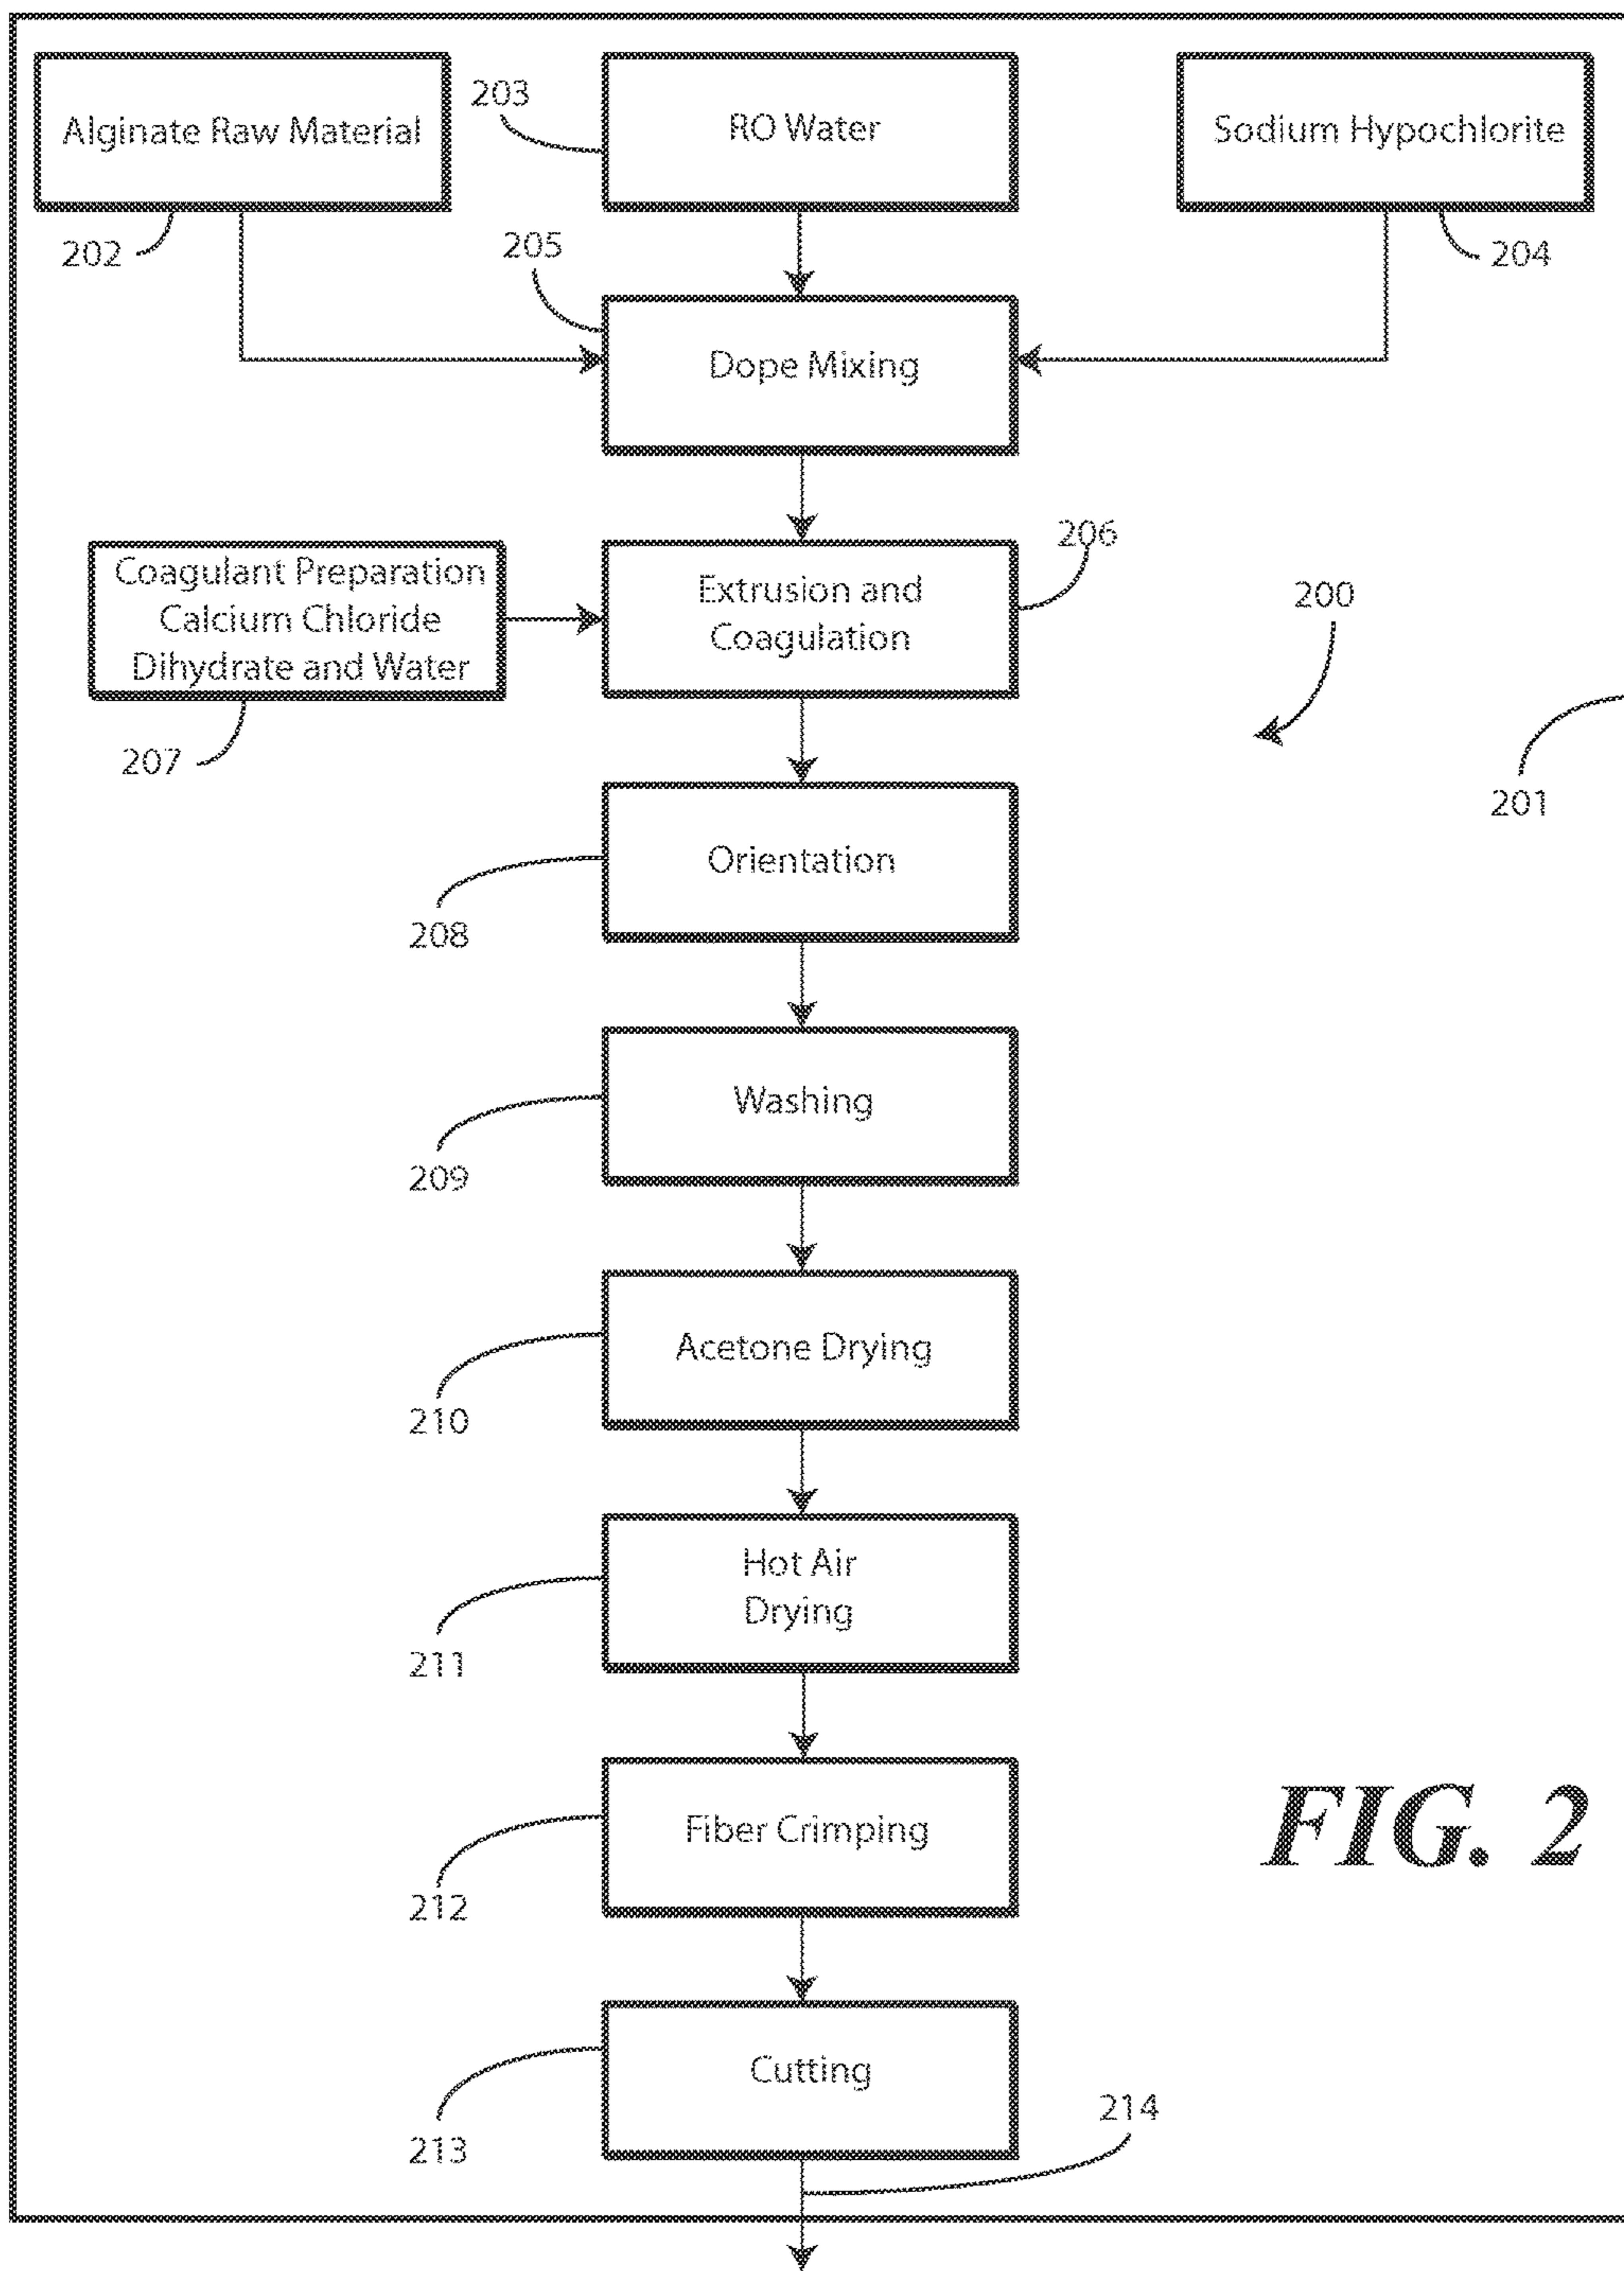 Alginate Raw Material
203
RO Water
Sodium Hypochlorite
202
205
204
Dope Mixing
Coagulant Preparation
Calcium Chloride
Dihydrate and Water
Extrusion and
Coagulation
206
200
207
201
Orientation
208
Washing
209
Acetone Drying
210
Hot Air
Drying
211
Fiber Crimping
FIG. 2
212
Cutting
214
213